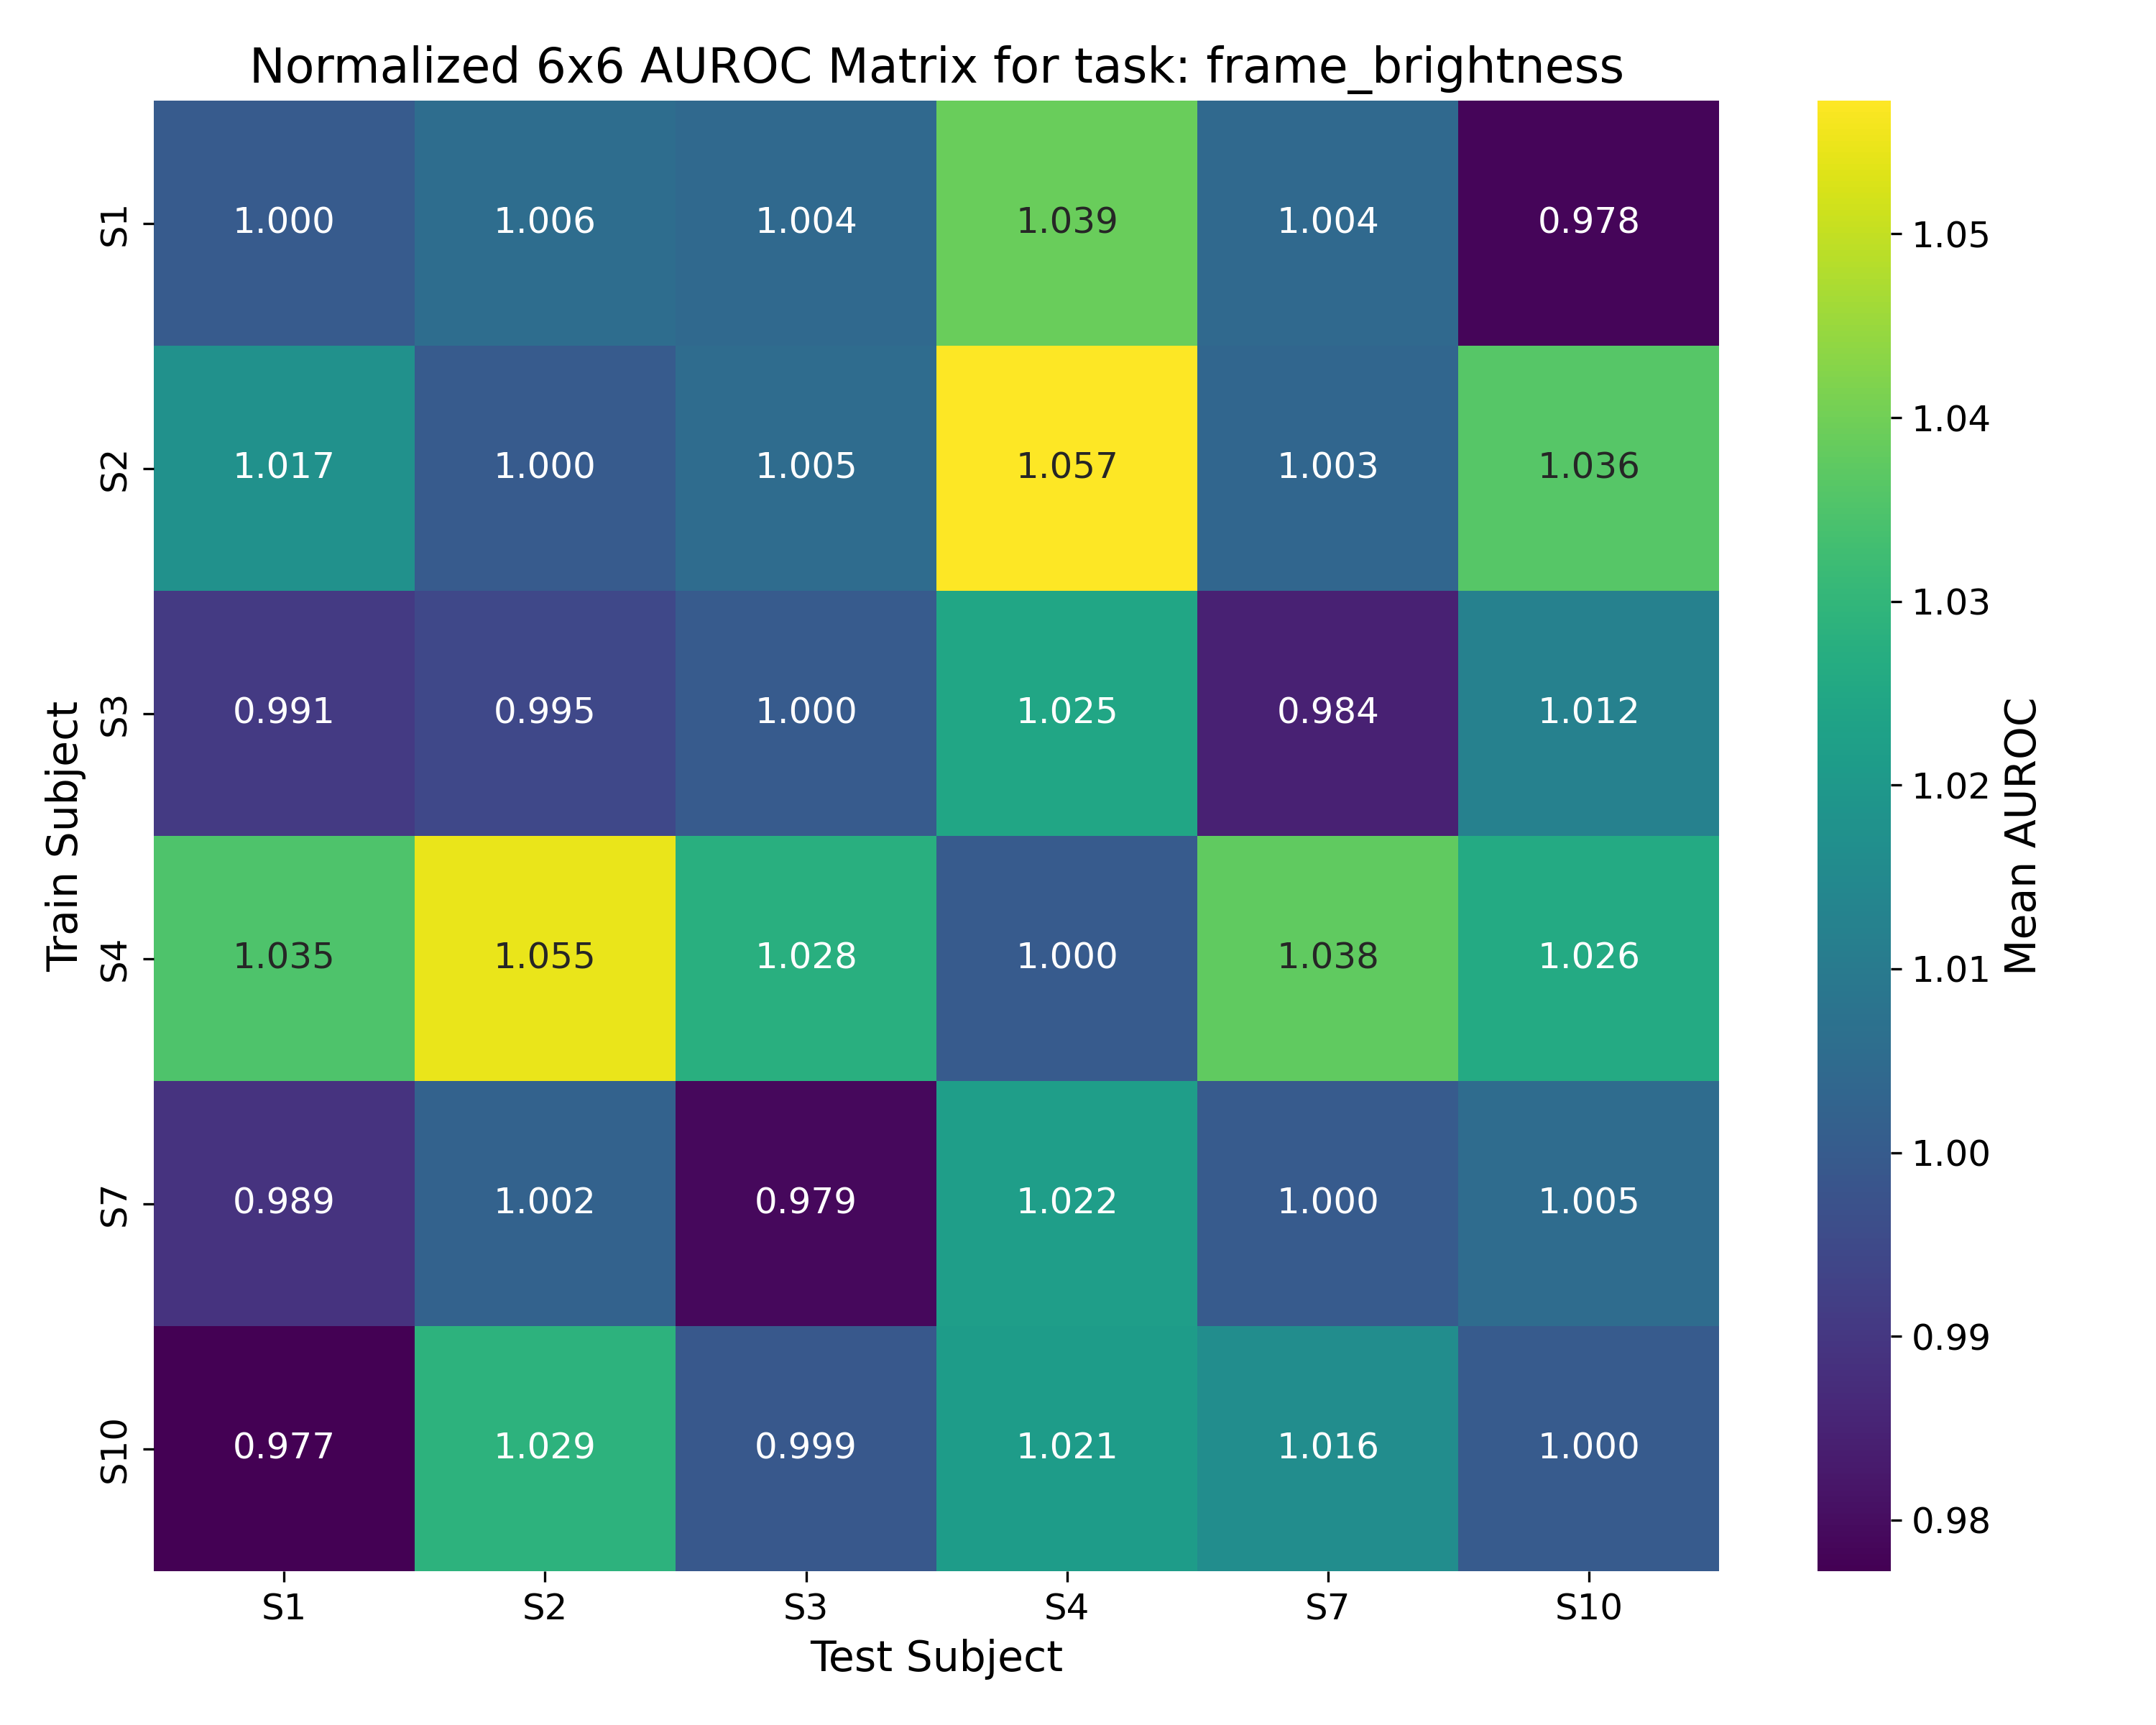 Normalized 6x6 AUROC Matrix for task: frame_brightness
S1 1.000 1.006 1.004 1.039 1.004 0.978
S2 1.017 1.000 1.005 1.057 1.003 1.036
S3 0.991 0.995 1.000 1.025 0.984 1.012
S4 1.035 1.055 1.028 1.000 1.038 1.026
S7 0.989 1.002 0.979 1.022 1.000 1.005
S10 0.977 1.029 0.999 1.021 1.016 1.000
S1 S2 S3 S4 S7 S10
Test Subject
Train Subject
1.05
1.04
1.03
1.02
1.01
1.00
0.99
0.98
Mean AUROC